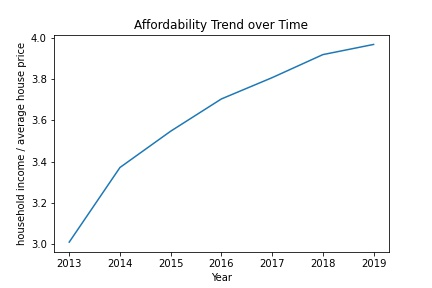 Affordability Trend over Time
household income / average house price
4.0
3.8
3.6
3.4
3.2
3.0
2013 2014 2015 2016 2017 2018 2019
Year